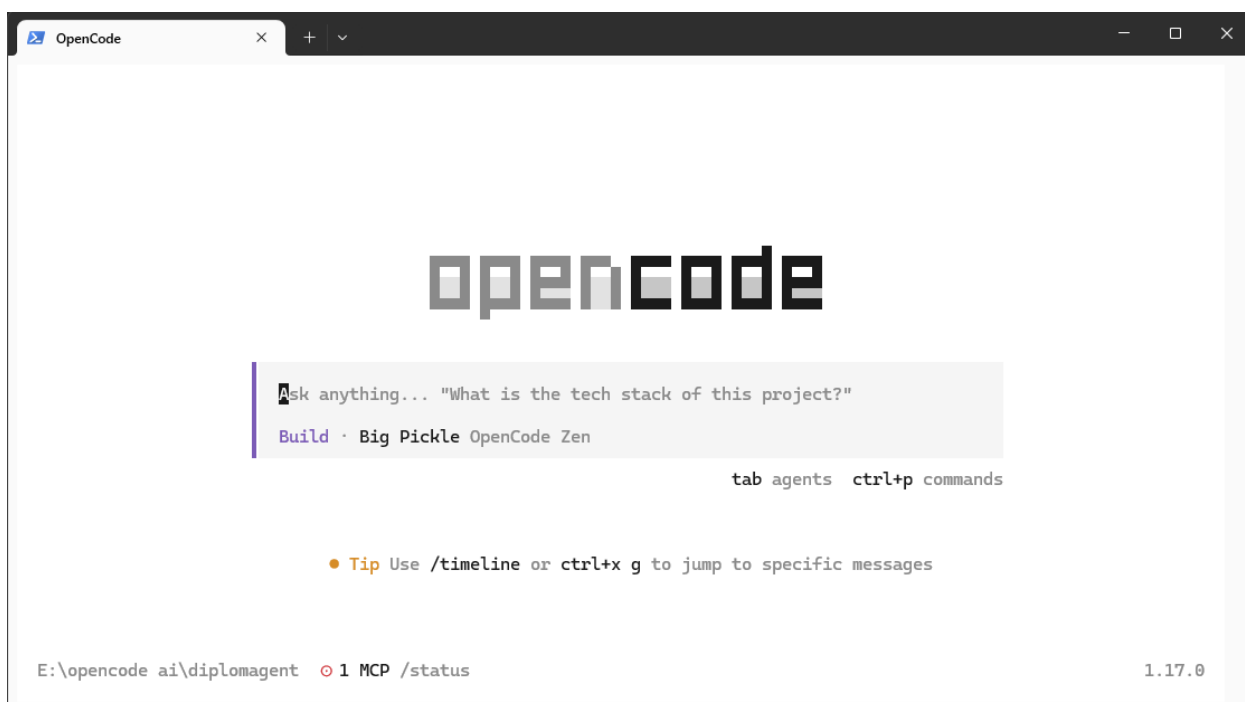 OpenCode
opencode
Ask anything... "What is the tech stack of this project?"
Build · Big Pickle OpenCode Zen
tab agents ctrl+p commands
● Tip Use /timeline or ctrl+x g to jump to specific messages
E:\opencode ai\diplomagent ⊙ 1 MCP /status 1.17.0